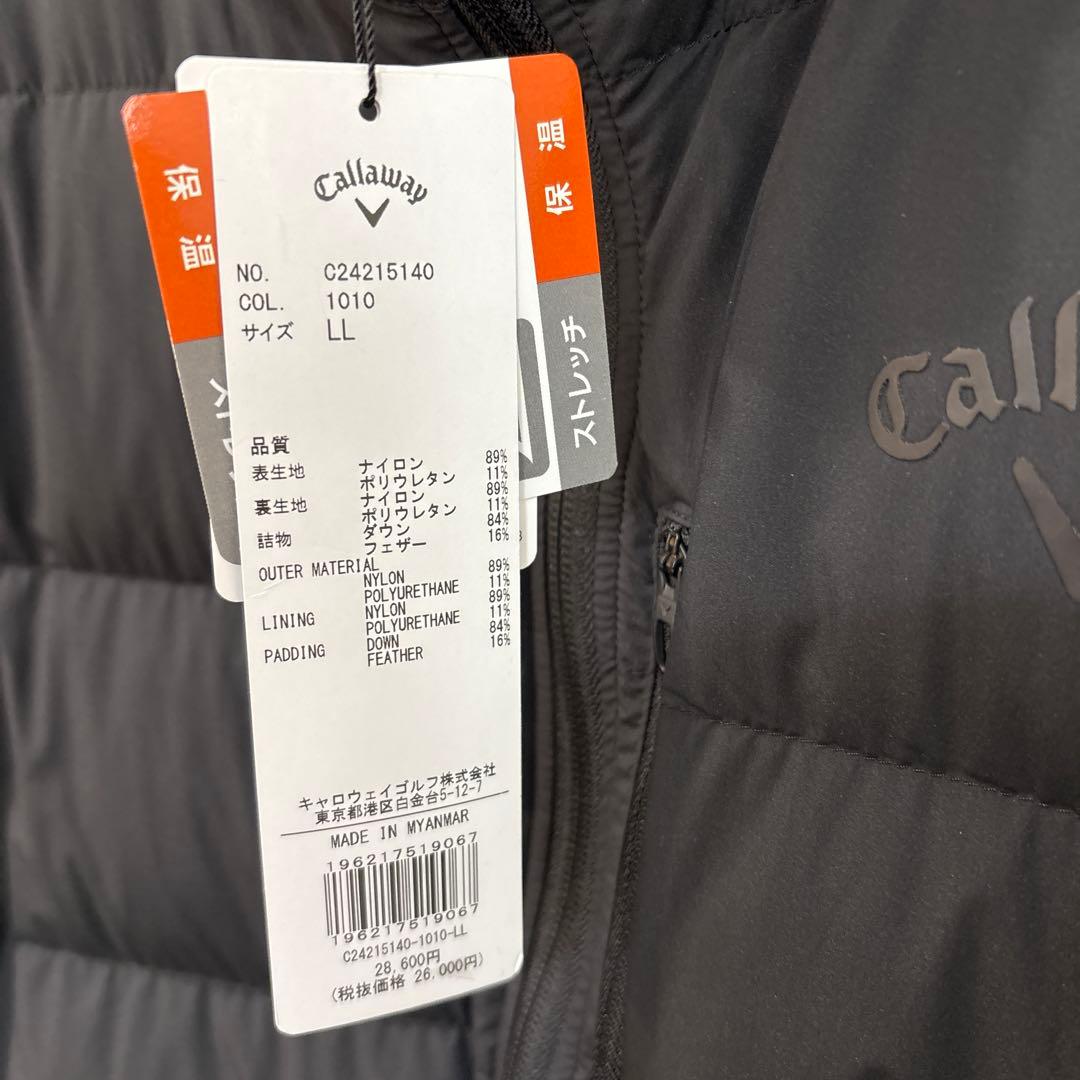 Callaway
NO. C24215140
COL. 1010
サイズ LL
品質
表生地 ナイロン 89%
ポリウレタン 11%
裏生地 ナイロン 89%
ポリウレタン 11%
詰物 ダウン 84%
フェザー 16%
OUTER MATERIAL
NYLON 89%
POLYURETHANE 11%
LINING NYLON 89%
POLYURETHANE 11%
PADDING DOWN 84%
FEATHER 16%
キャロウェイゴルフ株式会社
東京都港区白金台5-12-7
MADE IN MYANMAR
196217519067
196217519067
C24215140-1010-LL
28,600円
(税抜価格 26,000円)
保温
保温
ストレッチ
Call